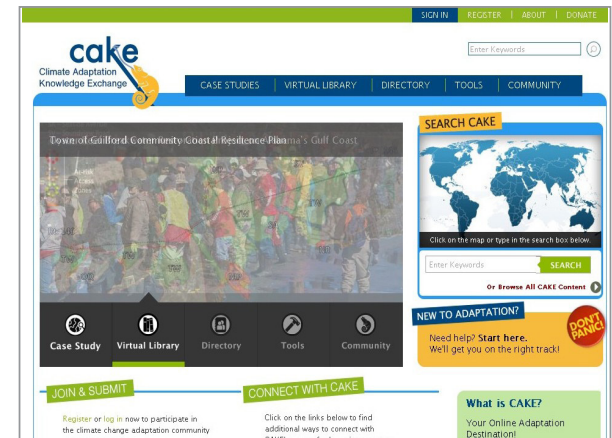 SIGN IN REGISTER | ABOUT | DONATE
cake
Climate Adaptation
Knowledge Exchange
Enter Keywords
CASE STUDIES | VIRTUAL LIBRARY | DIRECTORY | TOOLS | COMMUNITY
Town of Guilford Community Coastal Resilience Plan
Gulf Coast
Case Study
Virtual Library
Directory
Tools
Community
SEARCH CAKE
Click on the map or type in the search box below.
Enter Keywords SEARCH
Or Browse All CAKE Content
NEW TO ADAPTATION?
Need help? Start here.
We'll get you on the right track!
DON'T
PANIC!
JOIN & SUBMIT
Register or log in now to participate in
the climate change adaptation community
CONNECT WITH CAKE
Click on the links below to find
additional ways to connect with
What is CAKE?
Your Online Adaptation
Destination!